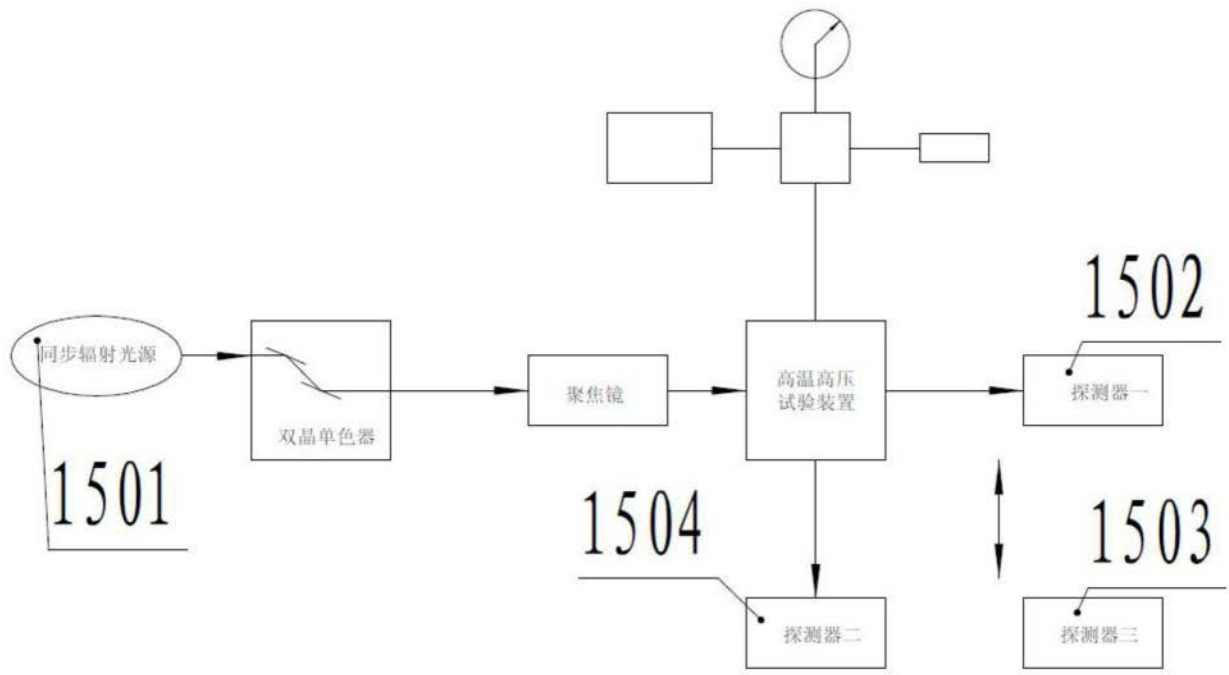 1502
同步辐射光源
双晶单色器
聚焦镜
高温高压
试验装置
探测器一
1501
1504
1503
探测器二
探测器三